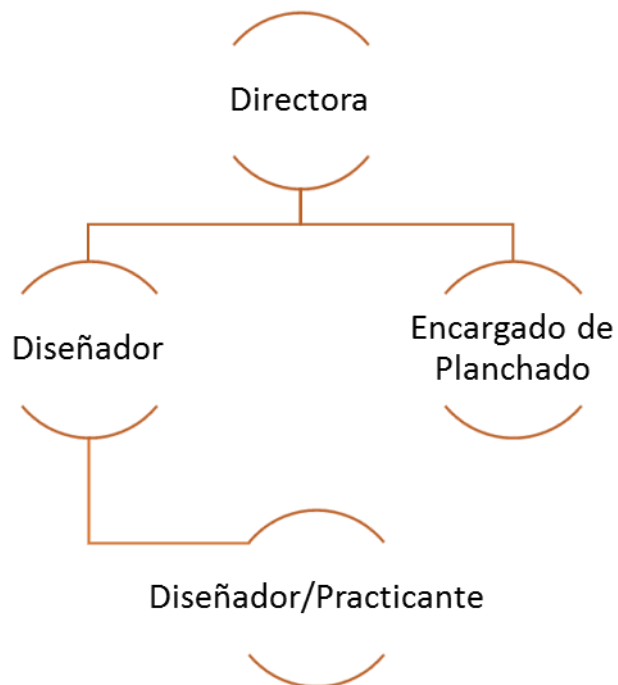 Directora
Diseñador
Encargado de
Planchado
Diseñador/Practicante